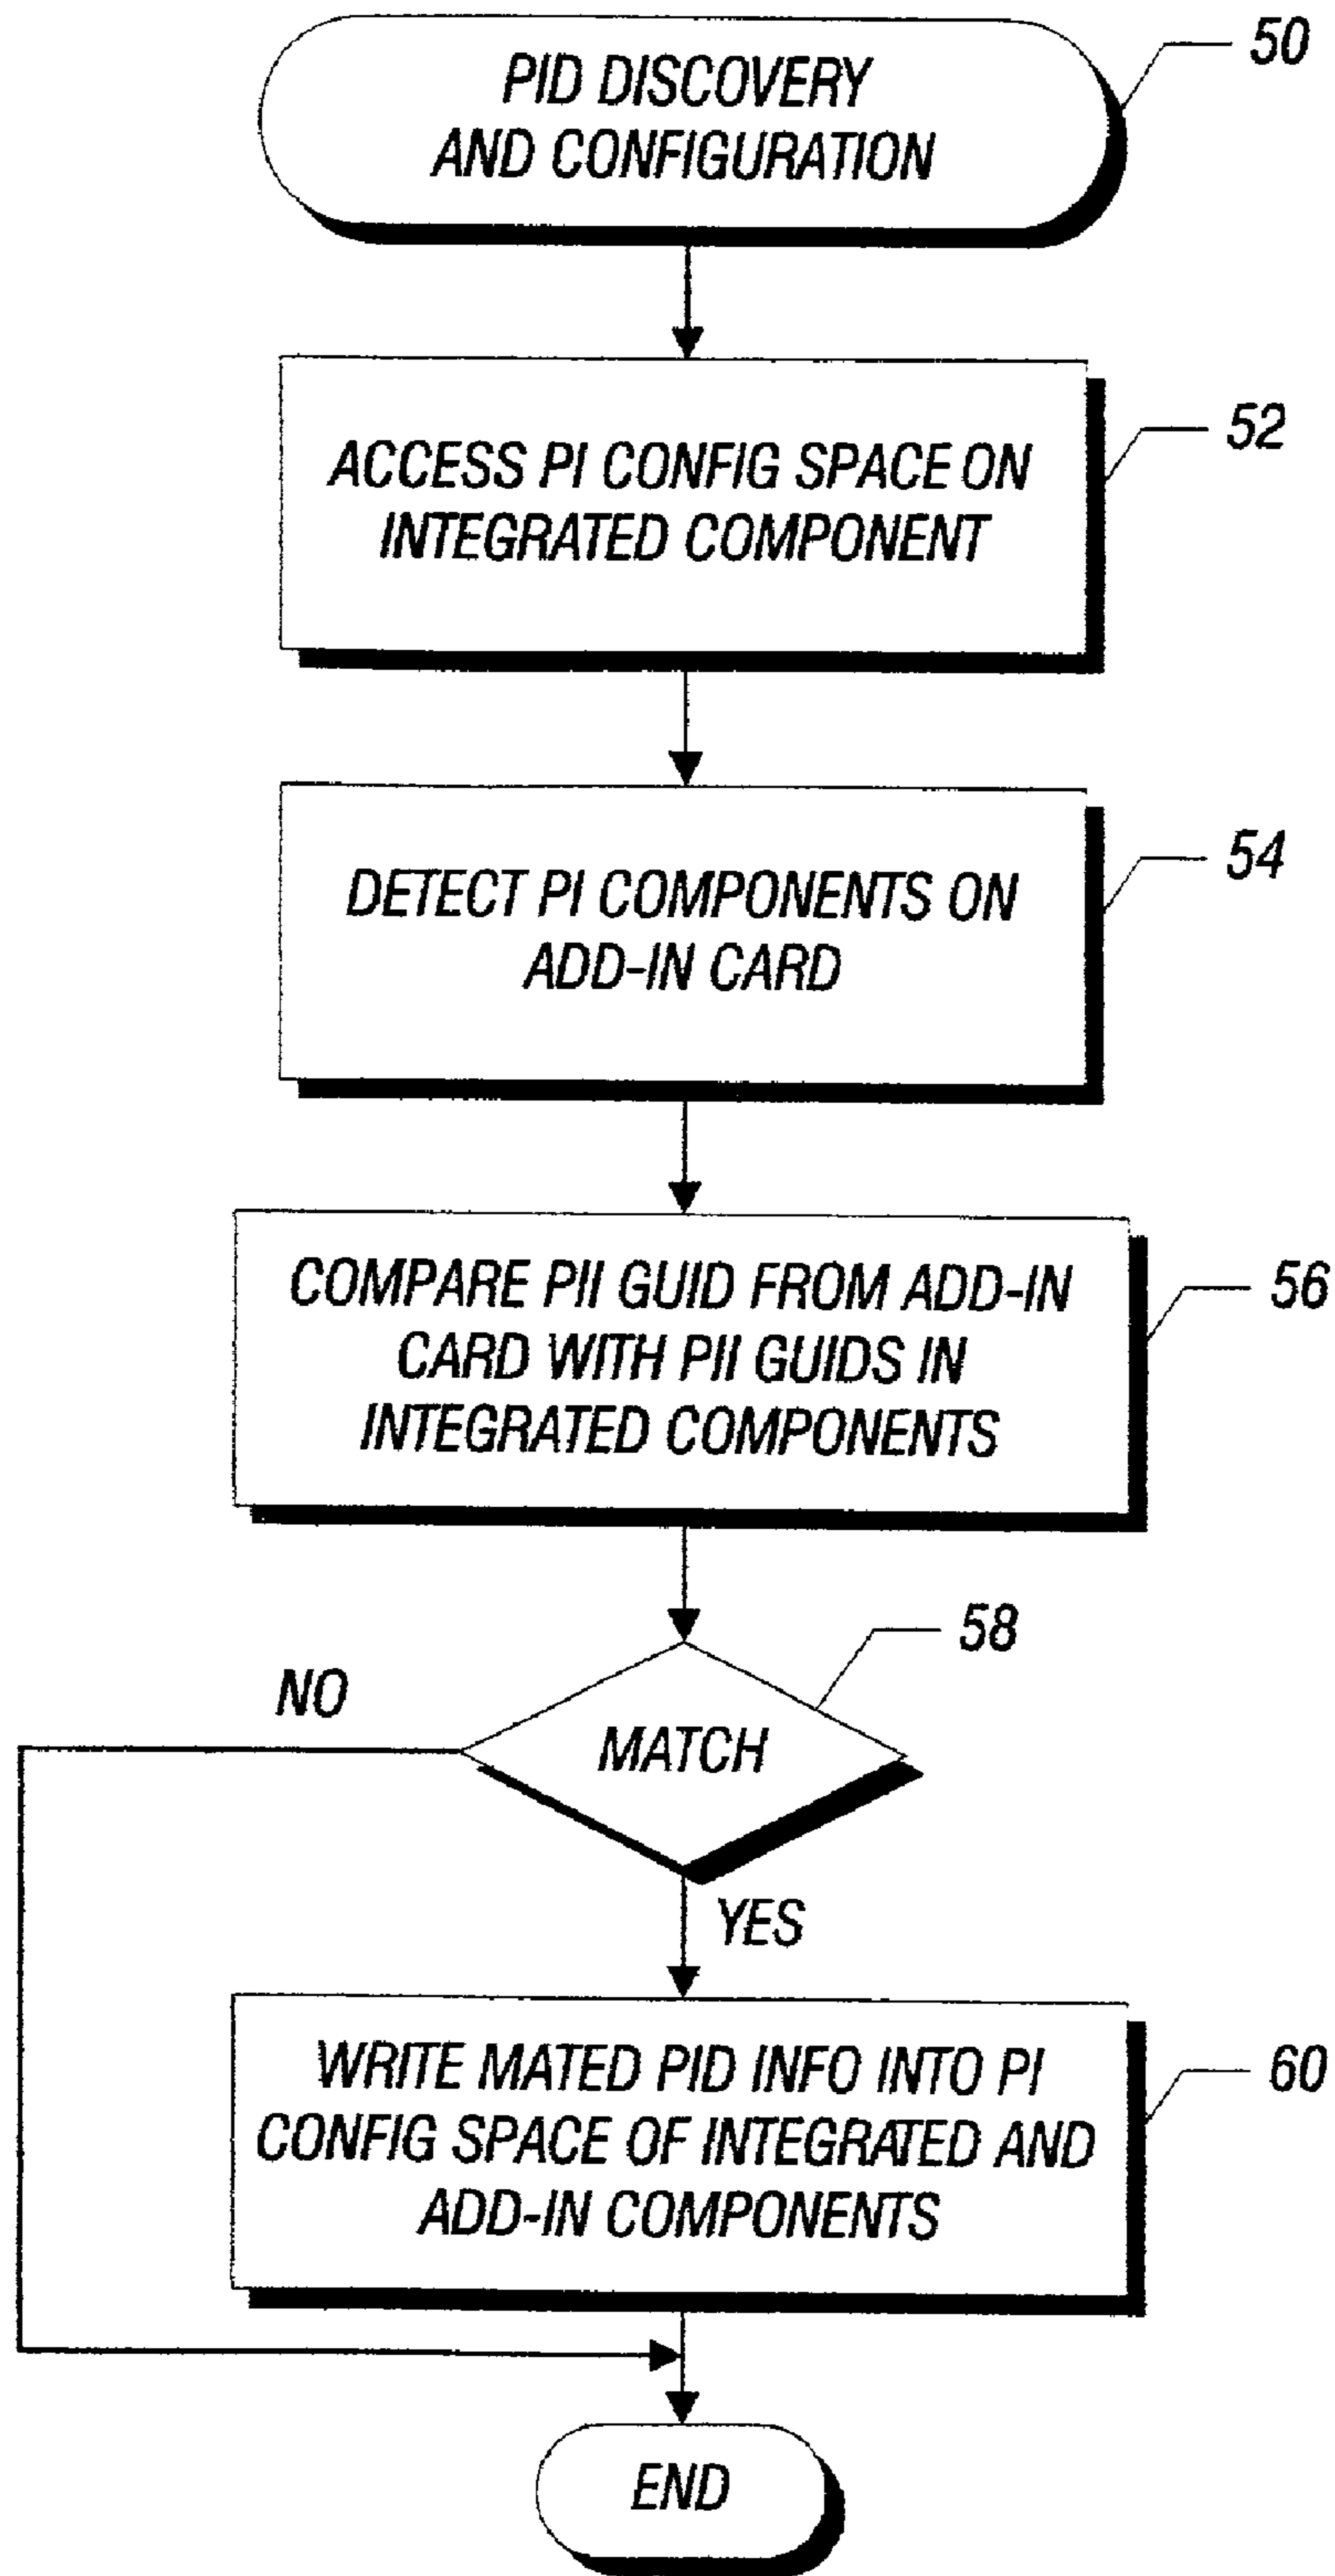 PID DISCOVERY
AND CONFIGURATION
50
ACCESS PI CONFIG SPACE ON
INTEGRATED COMPONENT
52
DETECT PI COMPONENTS ON
ADD-IN CARD
54
COMPARE PII GUID FROM ADD-IN
CARD WITH PII GUIDS IN
INTEGRATED COMPONENTS
56
58
NO
MATCH
YES
WRITE MATED PID INFO INTO PI
CONFIG SPACE OF INTEGRATED AND
ADD-IN COMPONENTS
60
END